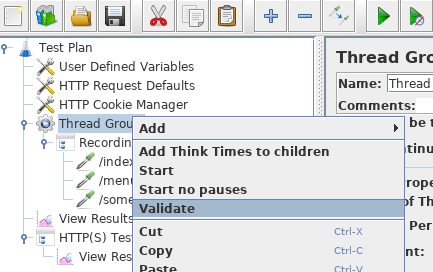 Test Plan
User Defined Variables
HTTP Request Defaults
HTTP Cookie Manager
Thread Grou
Recordin
/index
/menu
/some
View Results
HTTP(S) Tes
View Res
Add
Add Think Times to children
Start
Start no pauses
Validate
Cut Ctrl-X
Copy Ctrl-C
Paste Ctrl-V
Thread Gro
Name: Thread
Comments:
be t
ntinu
rope
of Th
Per
nt: